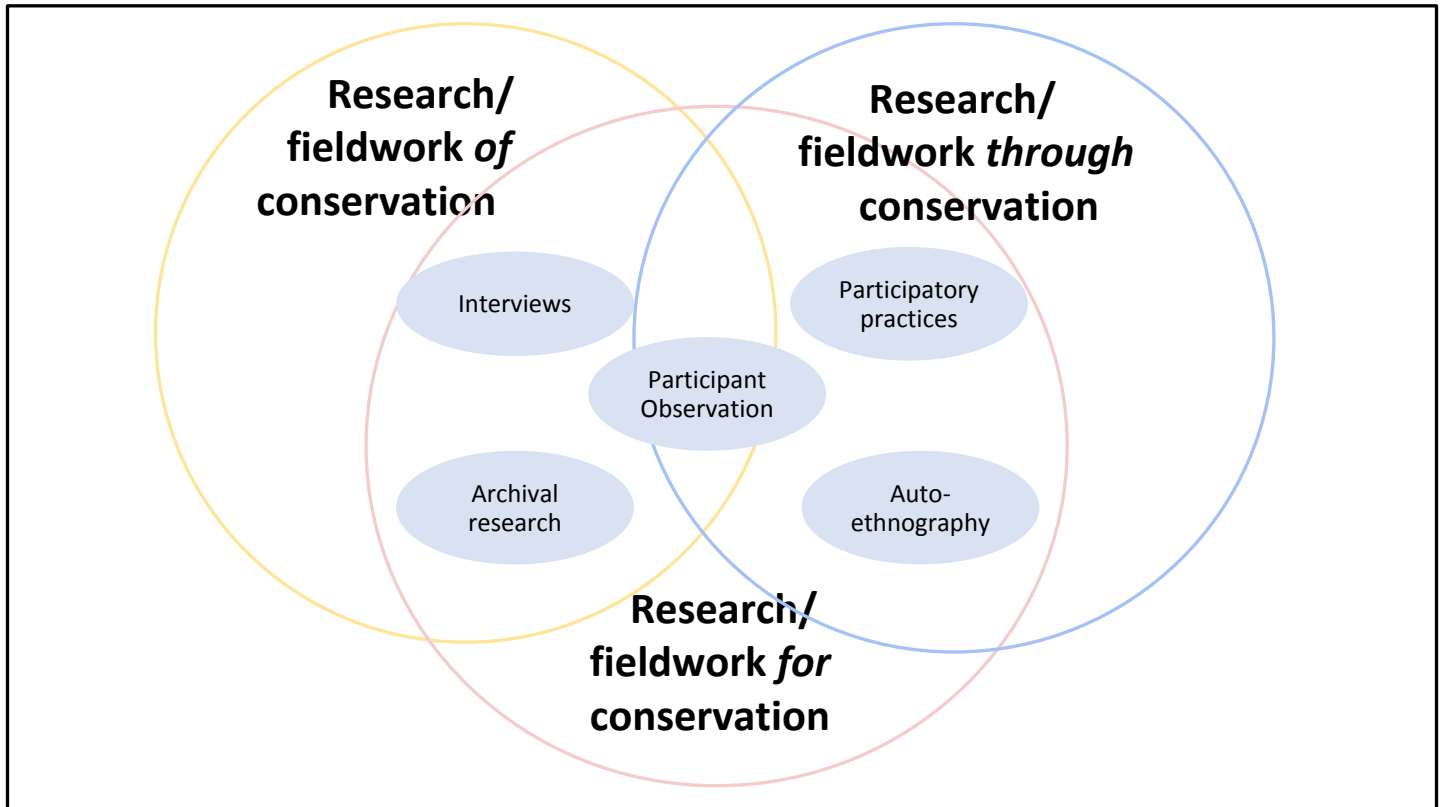 Research/
fieldwork of
conservation
Research/
fieldwork through
conservation
Interviews
Participatory
practices
Participant
Observation
Archival
research
Auto-
ethnography
Research/
fieldwork for
conservation